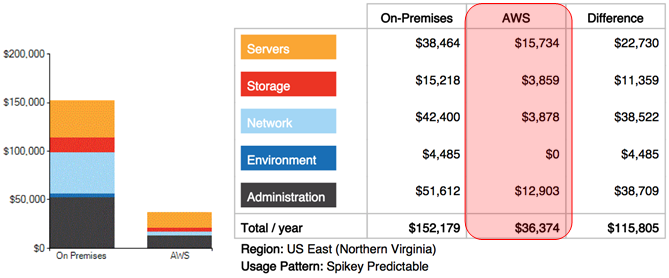 $200,000
$150,000
$100,000
$50,000
$0
On Premises AWS
On-Premises AWS Difference
Servers $38,464 $15,734 $22,730
Storage $15,218 $3,859 $11,359
Network $42,400 $3,878 $38,522
Environment $4,485 $0 $4,485
Administration $51,612 $12,903 $38,709
Total / year $152,179 $36,374 $115,805
Region: US East (Northern Virginia)
Usage Pattern: Spikey Predictable